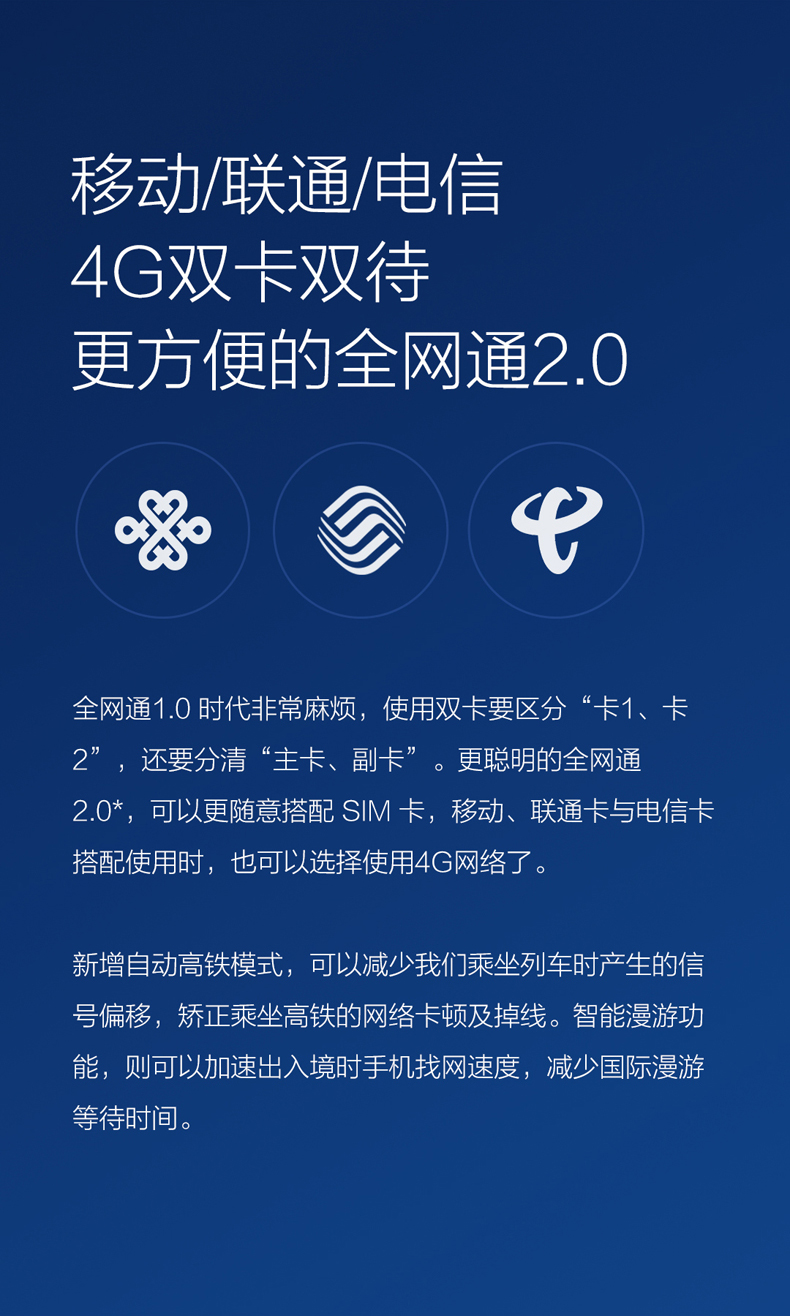 移动/联通/电信
4G双卡双待
更方便的全网通2.0
全网通1.0 时代非常麻烦，使用双卡要区分“卡1、卡
2”，还要分清“主卡、副卡”。更聪明的全网通
2.0*，可以更随意搭配 SIM 卡，移动、联通卡与电信卡
搭配使用时，也可以选择使用4G网络了。
新增自动高铁模式，可以减少我们乘坐列车时产生的信
号偏移，矫正乘坐高铁的网络卡顿及掉线。智能漫游功
能，则可以加速出入境时手机找网速度，减少国际漫游
等待时间。